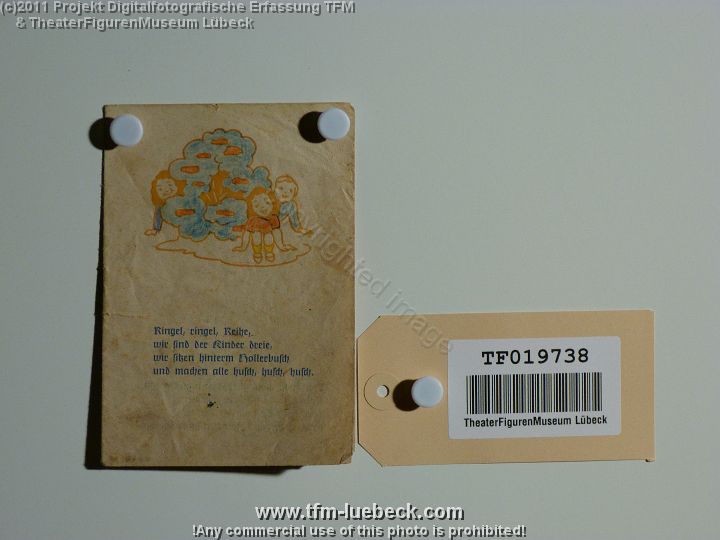 (c)2011 Projekt Digitalfotografische Erfassung TFM
& TheaterFigurenMuseum Lübeck
Ringel, ringel, Reihe,
wir sind der Kinder dreie,
wir sitzen hinterm Hollerbusch
und machen alle husch, husch, husch.
copyrighted image
TF019738
TheaterFigurenMuseum Lübeck
www.tfm-luebeck.com
!Any commercial use of this photo is prohibited!